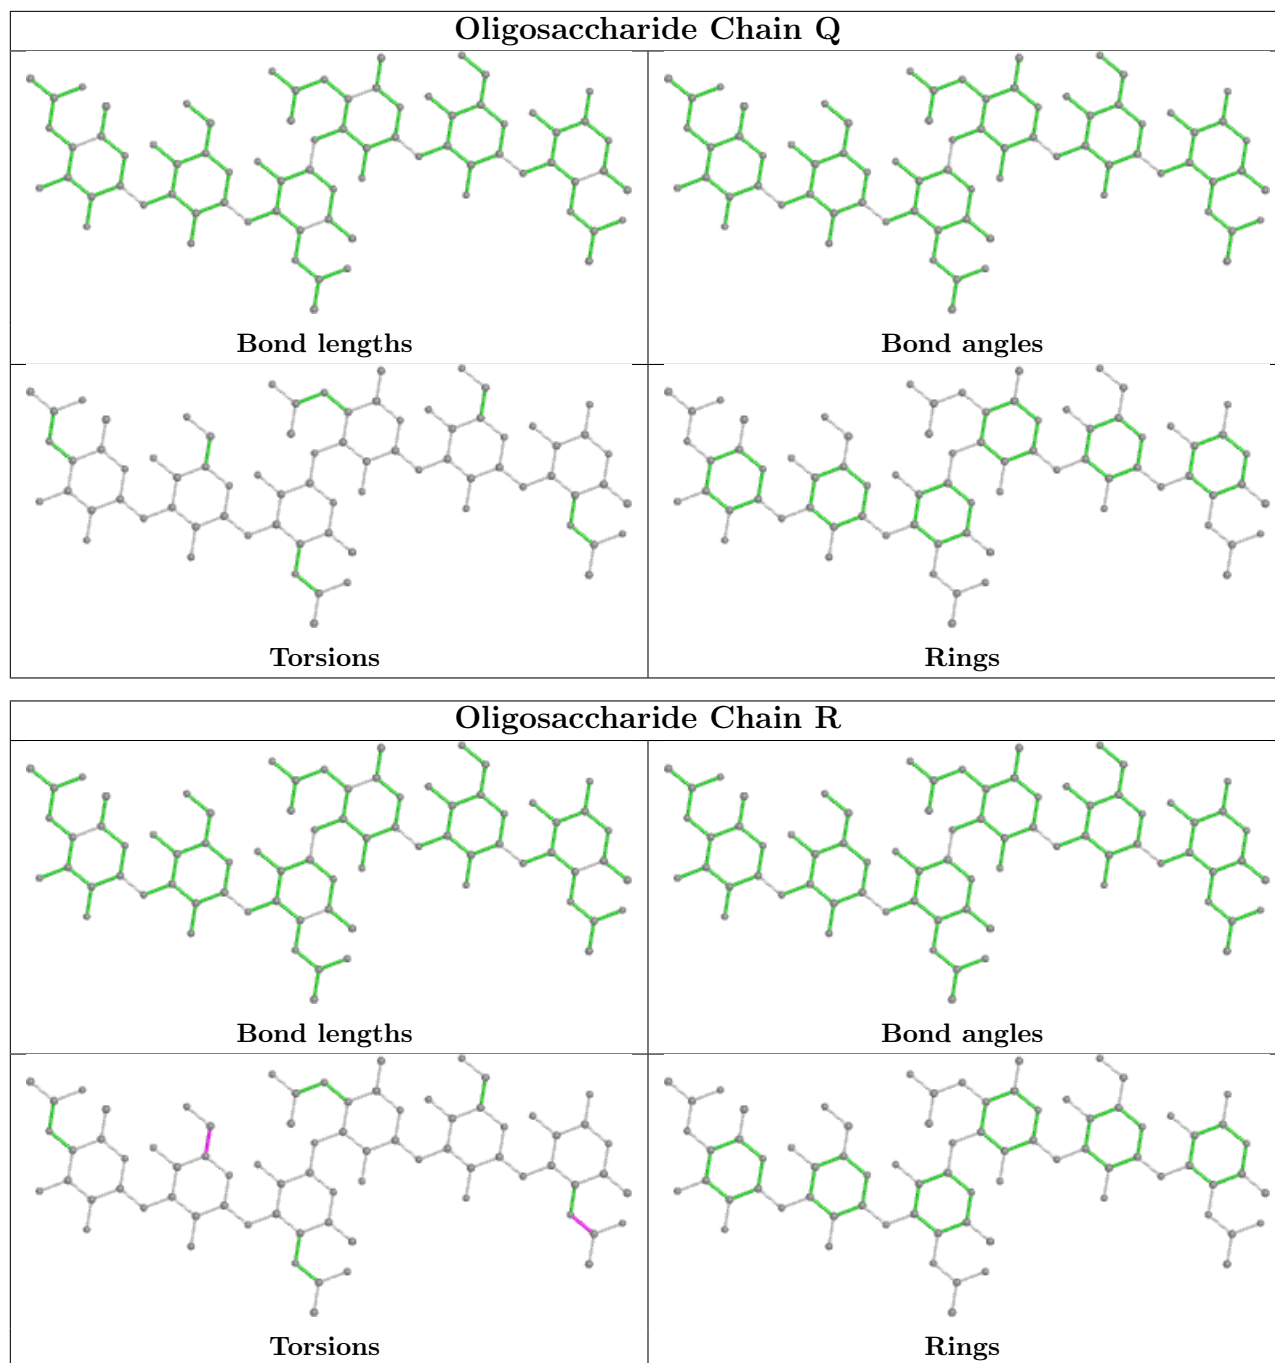 Oligosaccharide Chain Q
Bond lengths
Bond angles
Torsions
Rings
Oligosaccharide Chain R
Bond lengths
Bond angles
Torsions
Rings